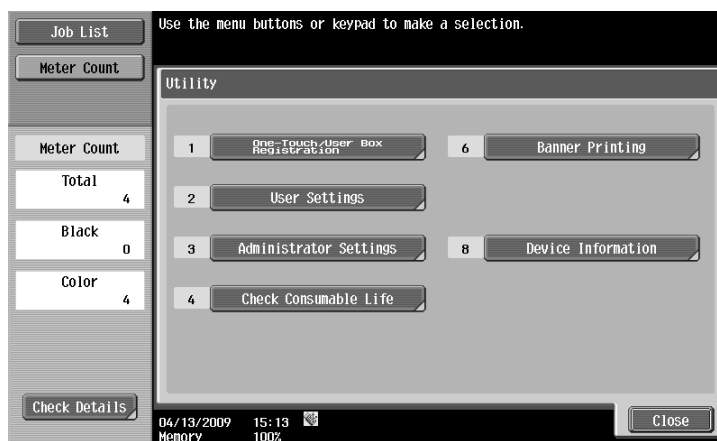 Job List
Meter Count
Use the menu buttons or keypad to make a selection.
Utility
Meter Count
Total
4
Black
0
Color
4
1 One-Touch/User Box
Registration
2 User Settings
3 Administrator Settings
4 Check Consumable Life
6 Banner Printing
8 Device Information
Check Details
04/13/2009 15:13
Memory 100%
Close